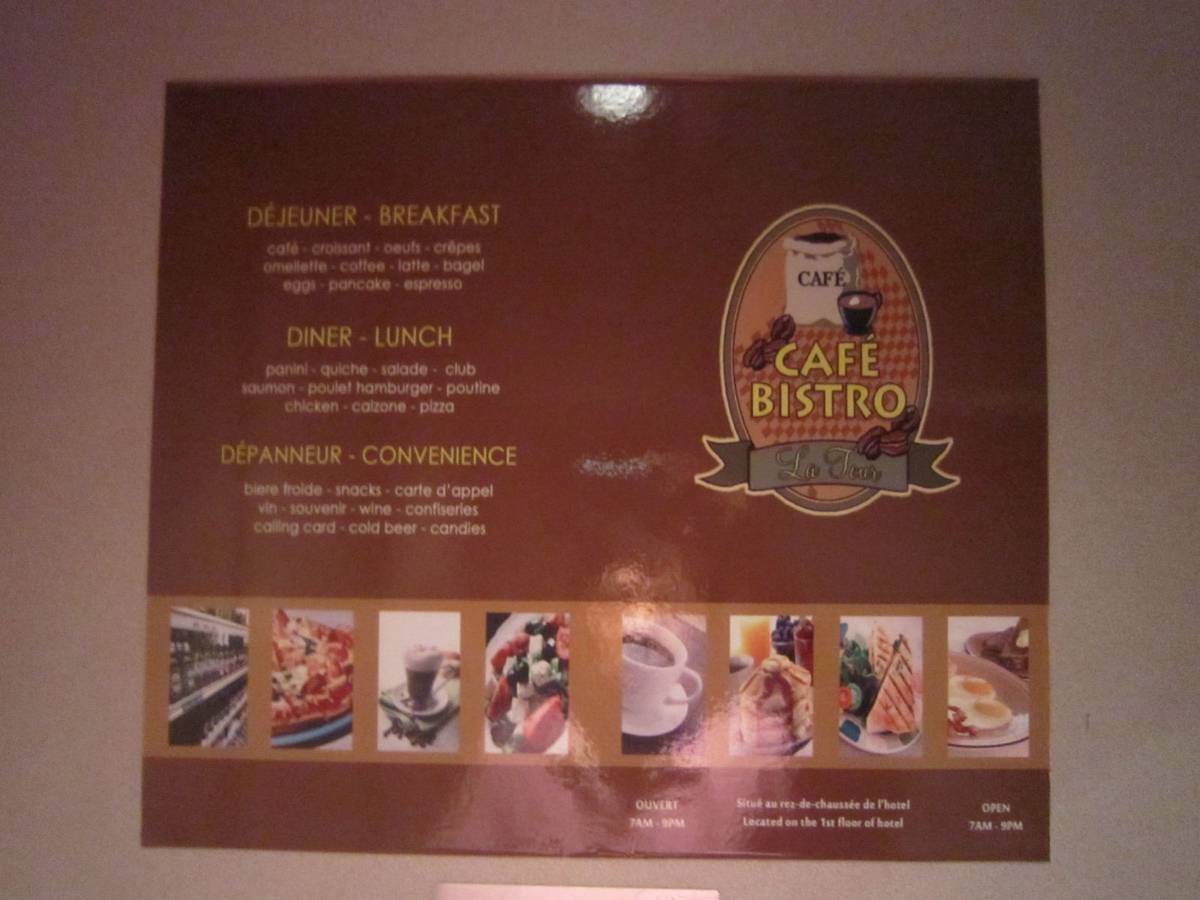 DÉJEUNER - BREAKFAST
café - croissant - oeufs - crêpes
omellette - coffee - latte - bagel
eggs - pancake - espresso
DINER - LUNCH
panini - quiche - salade - club
saumon - poulet hamburger - poutine
chicken - calzone - pizza
DÉPANNEUR - CONVENIENCE
biere froide - snacks - carte d'appel
vin - souvenir - wine - confiseries
calling card - cold beer - candies
CAFÉ
CAFÉ
BISTRO
La Tour
OUVERT
7AM - 9PM
Situé au rez-de-chaussée de l'hotel
Located on the 1st floor of hotel
OPEN
7AM - 9PM